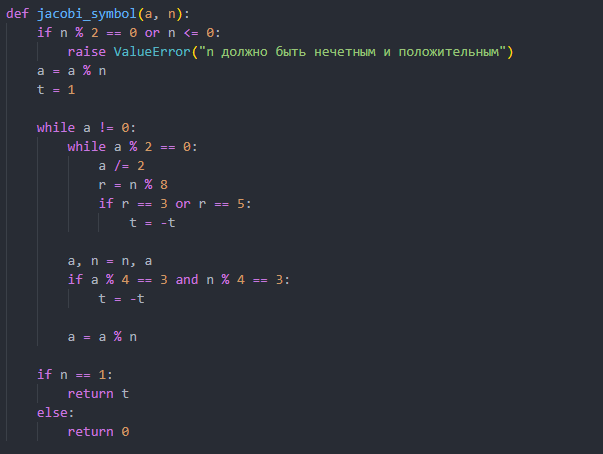 def jacobi_symbol(a, n):
    if n % 2 == 0 or n <= 0:
        raise ValueError("n должно быть нечетным и положительным")
    a = a % n
    t = 1

    while a != 0:
        while a % 2 == 0:
            a /= 2
            r = n % 8
            if r == 3 or r == 5:
                t = -t

        a, n = n, a
        if a % 4 == 3 and n % 4 == 3:
            t = -t

        a = a % n

    if n == 1:
        return t
    else:
        return 0